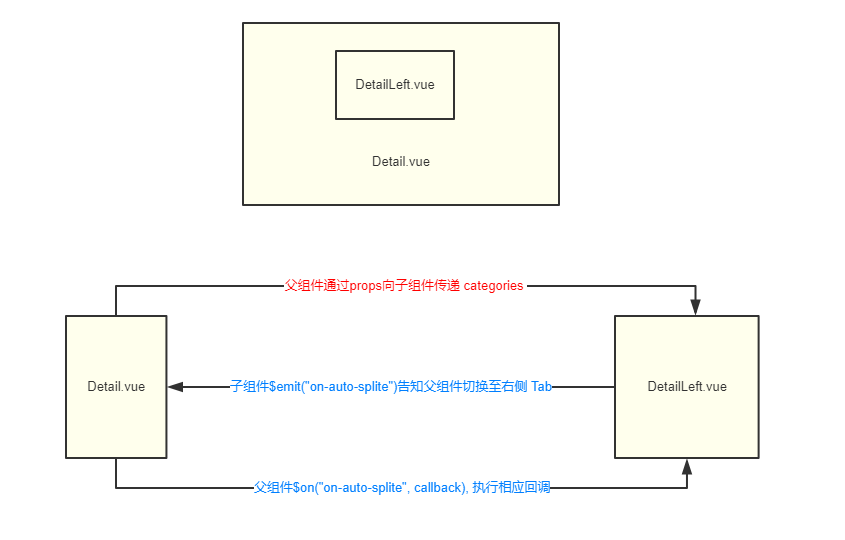 DetailLeft.vue
Detail.vue
父组件通过props向子组件传递 categories
Detail.vue
子组件$emit("on-auto-splite")告知父组件切换至右侧 Tab
DetailLeft.vue
父组件$on("on-auto-splite", callback), 执行相应回调